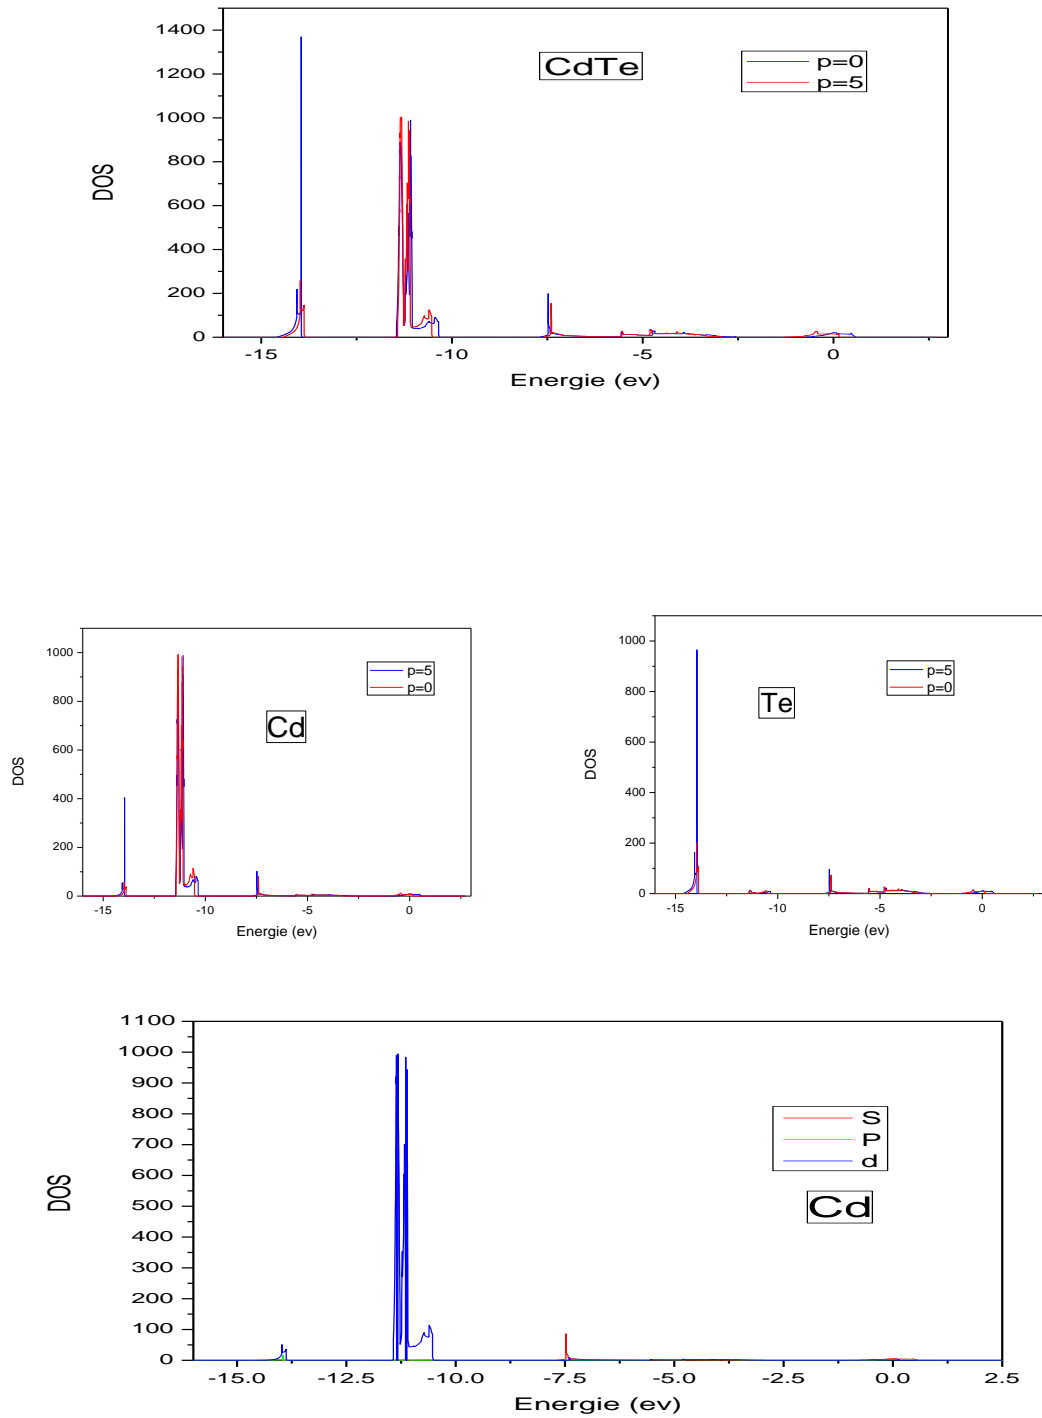 1400
1200
1000
800
600
400
200
0
DOS
CdTe
p=0
p=5
-15
-10
-5
0
Energie (ev)
1000
800
600
400
200
0
DOS
Cd
p=5
p=0
-15
-10
-5
0
Energie (ev)
1000
800
600
400
200
0
DOS
Te
p=5
p=0
-15
-10
-5
0
Energie (ev)
1100
1000
900
800
700
600
500
400
300
200
100
0
DOS
S
P
d
Cd
-15.0
-12.5
-10.0
-7.5
-5.0
-2.5
0.0
2.5
Energie (ev)